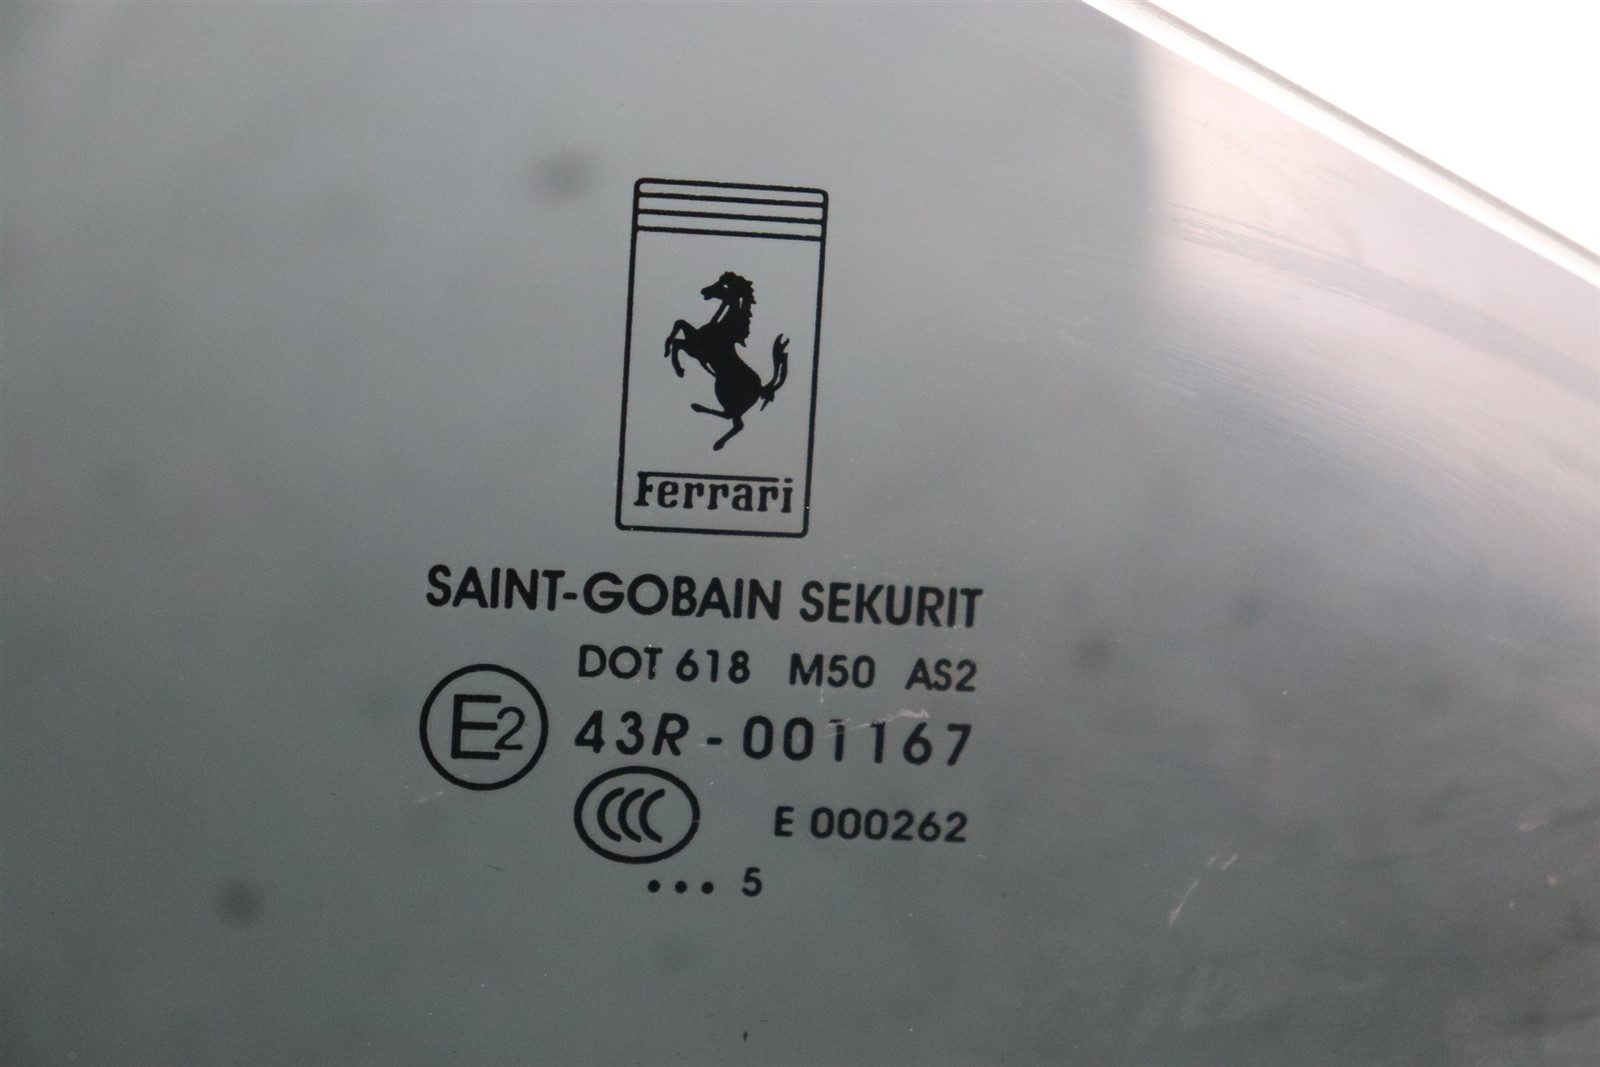 Ferrari
SAINT-GOBAIN SEKURIT
DOT 618 M50 AS2
E2 43R-001167
CCC E 000262
••• 5